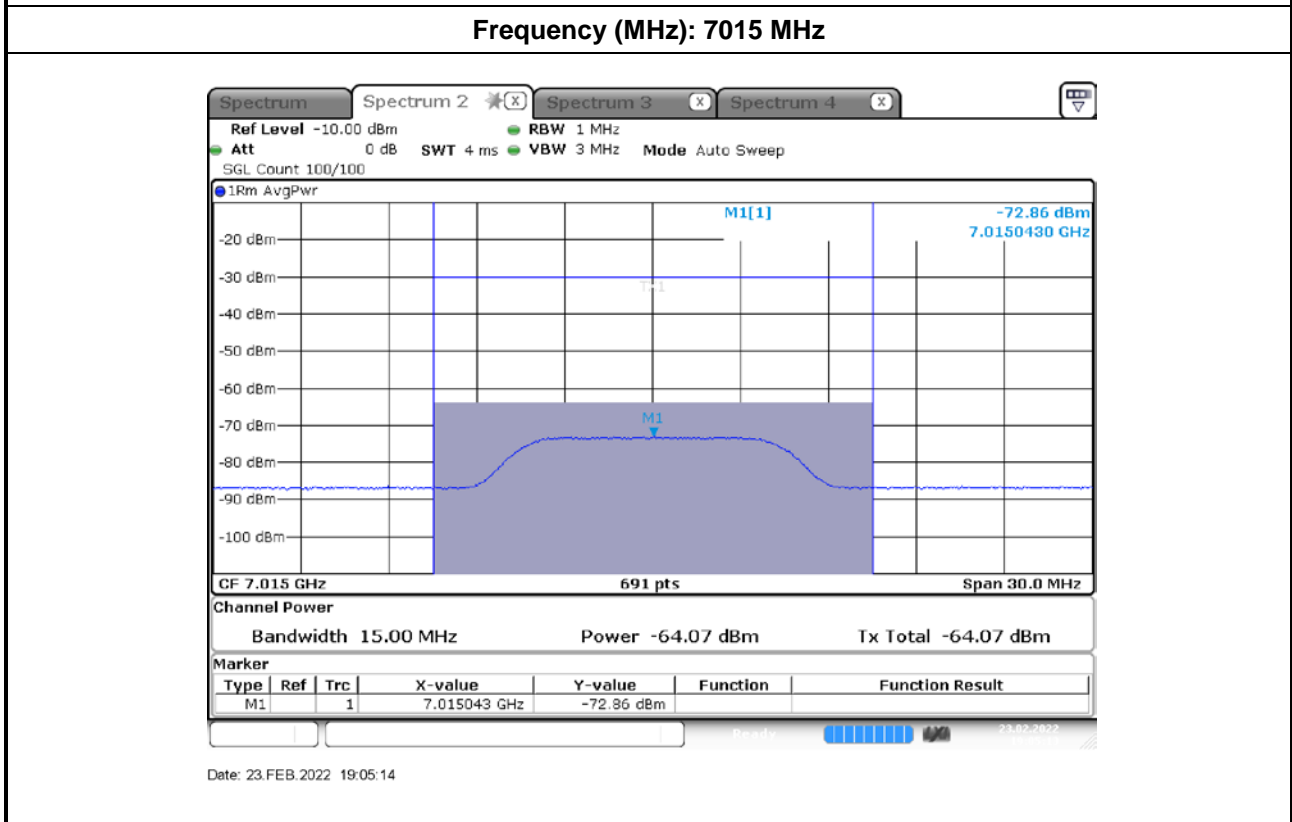 Frequency (MHz): 7015 MHz
Spectrum Spectrum 2 X Spectrum 3 X Spectrum 4 X
Ref Level -10.00 dBm RBW 1 MHz
Att 0 dB SWT 4 ms VBW 3 MHz Mode Auto Sweep
SGL Count 100/100
1Rm AvgPwr
M1[1] -72.86 dBm
7.0150430 GHz
-20 dBm
-30 dBm
TX1
-40 dBm
-50 dBm
-60 dBm
-70 dBm
M1
-80 dBm
-90 dBm
-100 dBm
CF 7.015 GHz 691 pts Span 30.0 MHz
Channel Power
Bandwidth 15.00 MHz Power -64.07 dBm Tx Total -64.07 dBm
Marker
Type Ref Trc X-value Y-value Function Function Result
M1 1 7.015043 GHz -72.86 dBm
Ready 23.02.2022
Date: 23.FEB.2022 19:05:14